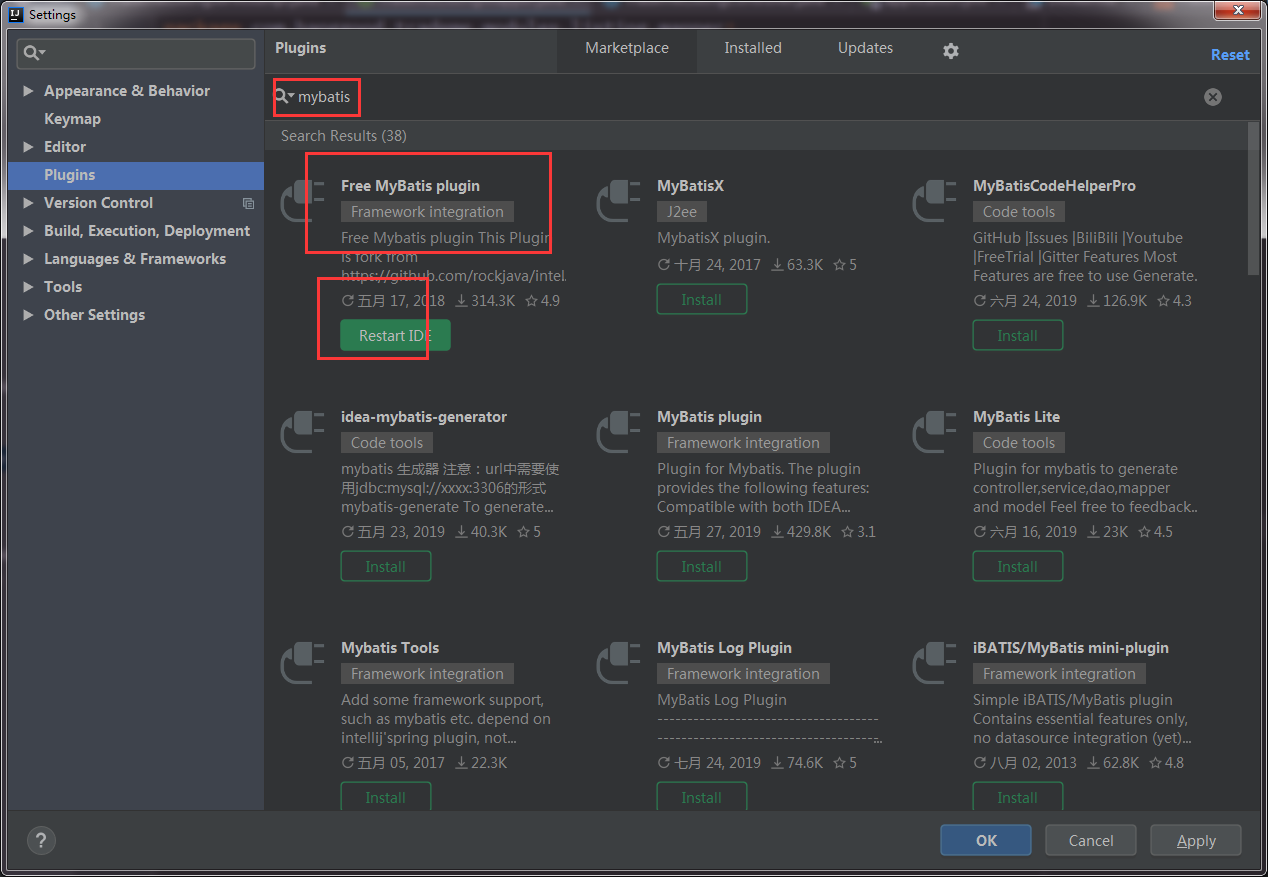 Settings
Plugins
Marketplace
Installed
Updates
Reset
Appearance & Behavior
Keymap
Editor
Plugins
Version Control
Build, Execution, Deployment
Languages & Frameworks
Tools
Other Settings
mybatis
Search Results (38)
Free MyBatis plugin
Framework integration
Free Mybatis plugin This Plugin
is fork from
https://github.com/rockjava/intel.
五月 17, 2018 314.3K 4.9
Restart IDE
MyBatisX
J2ee
MybatisX plugin.
十月 24, 2017 63.3K 5
Install
MyBatisCodeHelperPro
Code tools
GitHub |Issues |BiliBili |Youtube
|FreeTrial |Gitter Features Most
Features are free to use Generate.
六月 24, 2019 126.9K 4.3
Install
idea-mybatis-generator
Code tools
mybatis 生成器 注意：url中需要使
用jdbc:mysql://xxxx:3306的形式
mybatis-generate To generate...
五月 23, 2019 40.3K 5
Install
MyBatis plugin
Framework integration
Plugin for Mybatis. The plugin
provides the following features:
Compatible with both IDEA...
五月 27, 2019 429.8K 3.1
Install
MyBatis Lite
Code tools
Plugin for mybatis to generate
controller,service,dao,mapper
and model Feel free to feedback..
六月 16, 2019 23K 4.5
Install
Mybatis Tools
Framework integration
Add some framework support,
such as mybatis etc. depend on
intellij'spring plugin, not...
五月 05, 2017 22.3K
Install
MyBatis Log Plugin
Framework integration
MyBatis Log Plugin
-------------------------------------
-------------------------------------...
七月 24, 2019 74.6K 5
Install
iBATIS/MyBatis mini-plugin
Framework integration
Simple iBATIS/MyBatis plugin
Contains essential features only,
no datasource integration (yet)...
八月 02, 2013 62.8K 4.8
Install
?
OK
Cancel
Apply